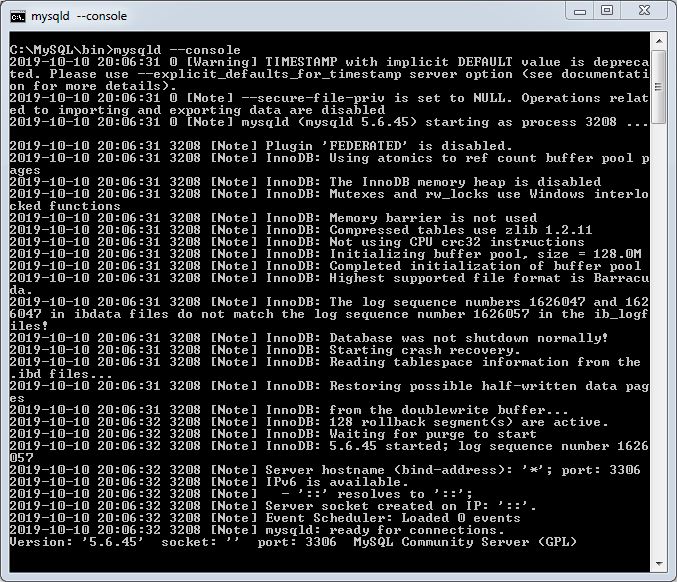 mysqld --console
C:\MySQL\bin>mysqld --console
2019-10-10 20:06:31 0 [Warning] TIMESTAMP with implicit DEFAULT value is depreca
ted. Please use --explicit_defaults_for_timestamp server option (see documentati
on for more details).
2019-10-10 20:06:31 0 [Note] --secure-file-priv is set to NULL. Operations relat
ed to importing and exporting data are disabled
2019-10-10 20:06:31 0 [Note] mysqld (mysqld 5.6.45) starting as process 3208 ...
2019-10-10 20:06:31 3208 [Note] Plugin 'FEDERATED' is disabled.
2019-10-10 20:06:31 3208 [Note] InnoDB: Using atomics to ref count buffer pool p
ages
2019-10-10 20:06:31 3208 [Note] InnoDB: The InnoDB memory heap is disabled
2019-10-10 20:06:31 3208 [Note] InnoDB: Mutexes and rw_locks use Windows interlo
cked functions
2019-10-10 20:06:31 3208 [Note] InnoDB: Memory barrier is not used
2019-10-10 20:06:31 3208 [Note] InnoDB: Compressed tables use zlib 1.2.11
2019-10-10 20:06:31 3208 [Note] InnoDB: Not using CPU crc32 instructions
2019-10-10 20:06:31 3208 [Note] InnoDB: Initializing buffer pool, size = 128.0M
2019-10-10 20:06:31 3208 [Note] InnoDB: Completed initialization of buffer pool
2019-10-10 20:06:31 3208 [Note] InnoDB: Highest supported file format is Barracu
da.
2019-10-10 20:06:31 3208 [Note] InnoDB: The log sequence numbers 1626047 and 162
6047 in ibdata files do not match the log sequence number 1626057 in the ib_logf
iles!
2019-10-10 20:06:31 3208 [Note] InnoDB: Database was not shutdown normally!
2019-10-10 20:06:31 3208 [Note] InnoDB: Starting crash recovery.
2019-10-10 20:06:31 3208 [Note] InnoDB: Reading tablespace information from the
.ibd files...
2019-10-10 20:06:31 3208 [Note] InnoDB: Restoring possible half-written data pag
es
2019-10-10 20:06:31 3208 [Note] InnoDB: from the doublewrite buffer...
2019-10-10 20:06:32 3208 [Note] InnoDB: 128 rollback segment(s) are active.
2019-10-10 20:06:32 3208 [Note] InnoDB: Waiting for purge to start
2019-10-10 20:06:32 3208 [Note] InnoDB: 5.6.45 started; log sequence number 1626
057
2019-10-10 20:06:32 3208 [Note] Server hostname (bind-address): '*'; port: 3306
2019-10-10 20:06:32 3208 [Note] IPv6 is available.
2019-10-10 20:06:32 3208 [Note]   - '::' resolves to '::';
2019-10-10 20:06:32 3208 [Note] Server socket created on IP: '::'.
2019-10-10 20:06:32 3208 [Note] Event Scheduler: Loaded 0 events
2019-10-10 20:06:32 3208 [Note] mysqld: ready for connections.
Version: '5.6.45'  socket: ''  port: 3306  MySQL Community Server (GPL)